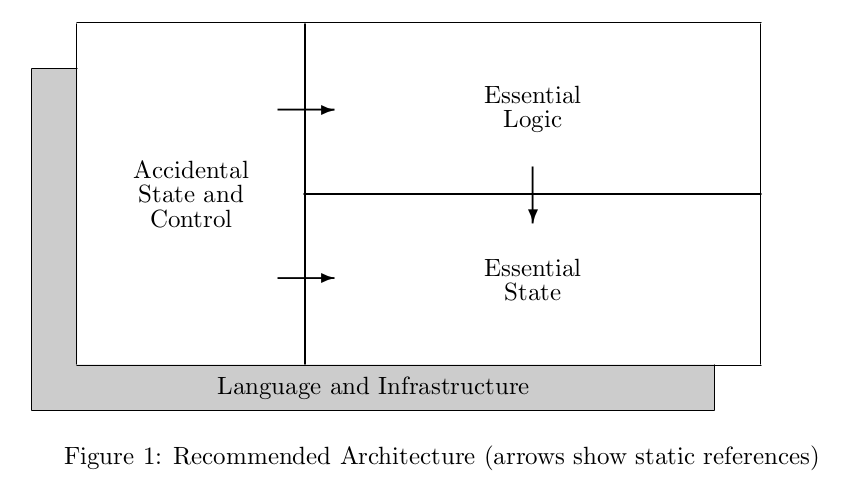 Accidental
State and
Control
Essential
Logic
Essential
State
Language and Infrastructure
Figure 1: Recommended Architecture (arrows show static references)